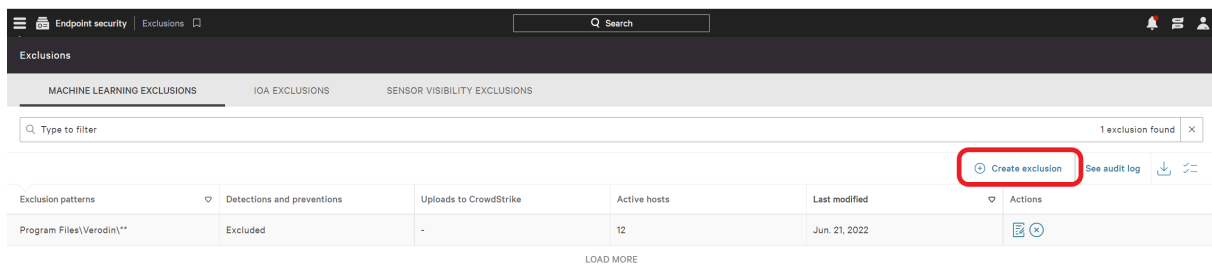 Endpoint security Exclusions Search
Exclusions
MACHINE LEARNING EXCLUSIONS IOA EXCLUSIONS SENSOR VISIBILITY EXCLUSIONS
Type to filter 1 exclusion found
Create exclusion See audit log
Exclusion patterns Detections and preventions Uploads to CrowdStrike Active hosts Last modified Actions
Program Files\Verodin\** Excluded - 12 Jun. 21, 2022
LOAD MORE